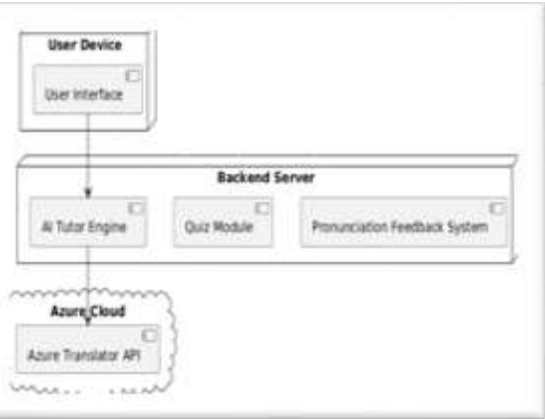 User Device
User Interface
Backend Server
AI Tutor Engine
Quiz Module
Pronunciation Feedback System
Azure Cloud
Azure Translator API